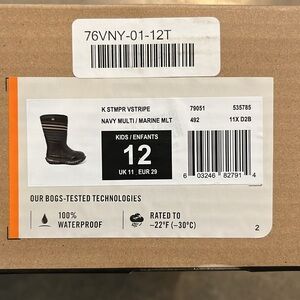 76VNY-01-12T
K STMPR VSTRIPE 79051 535785
NAVY MULTI / MARINE MLT 492 11X D2B
KIDS / ENFANTS
12
UK 11 EUR 29
6 03246 82791 4
OUR BOGS-TESTED TECHNOLOGIES
100% WATERPROOF
RATED TO -22°F (-30°C)
2